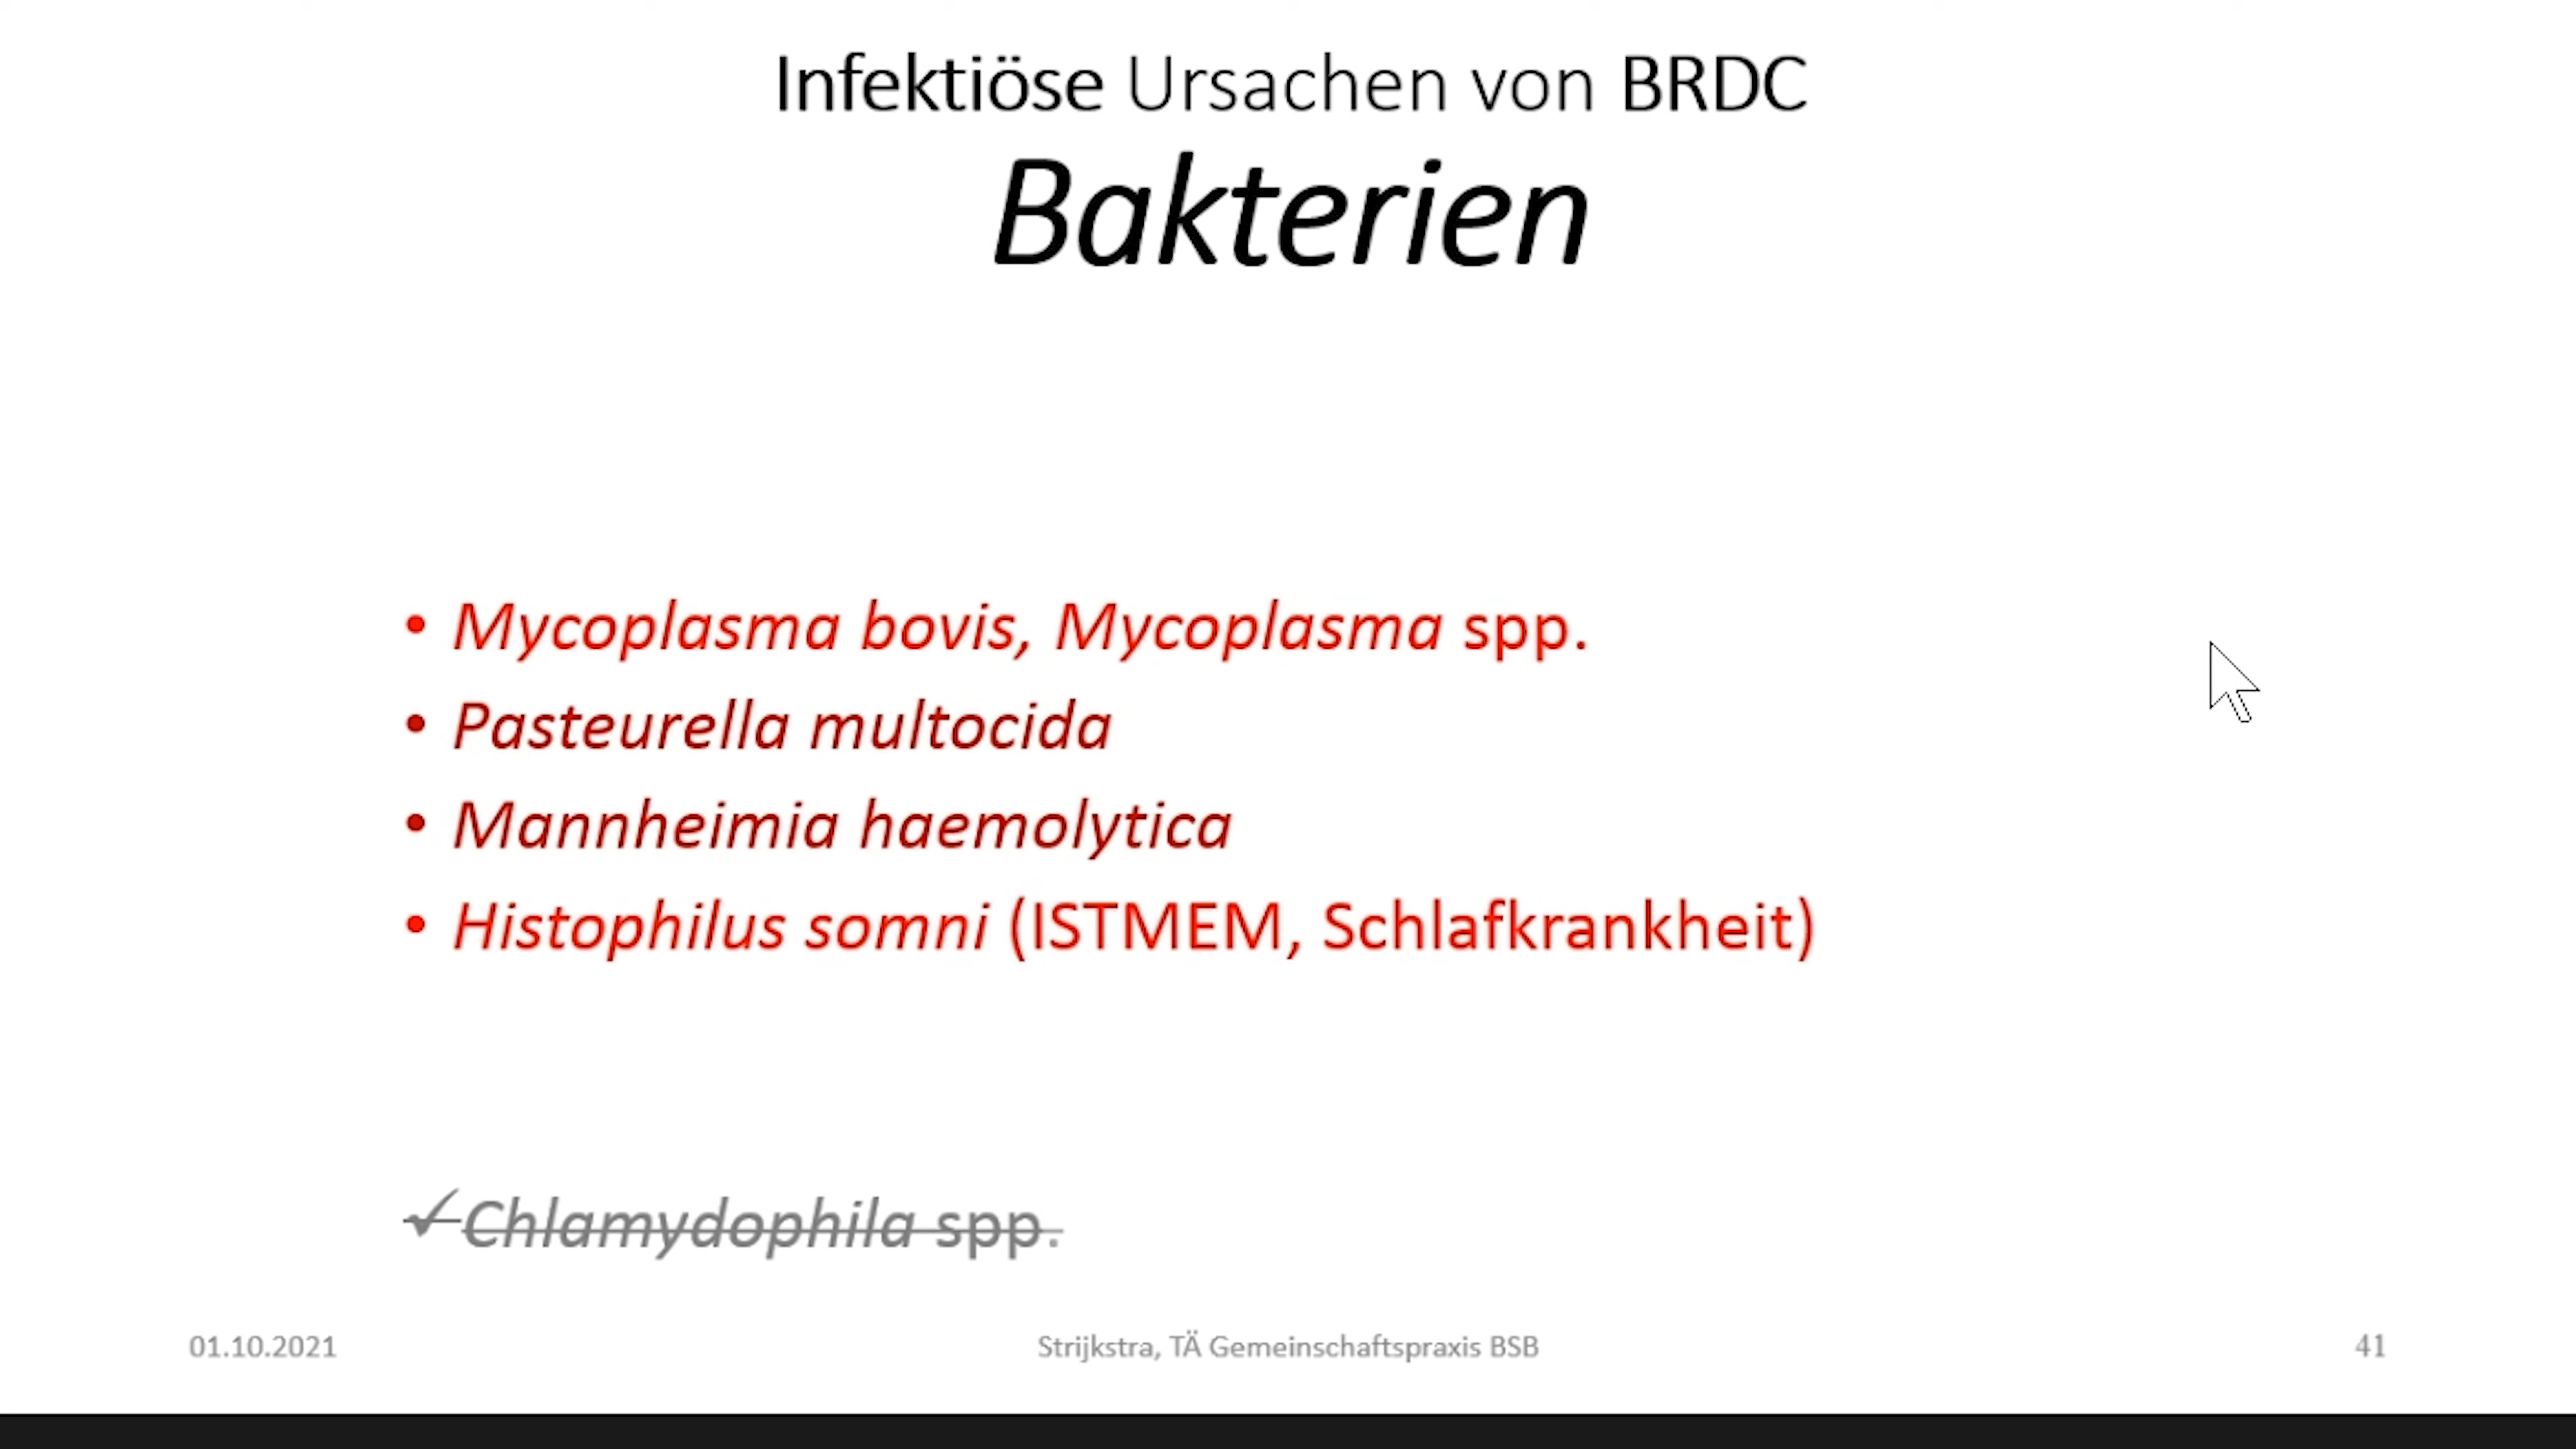 Infektiöse Ursachen von BRDC
Bakterien
• Mycoplasma bovis, Mycoplasma spp.
• Pasteurella multocida
• Mannheimia haemolytica
• Histophilus somni (ISTMEM, Schlafkrankheit)
✓Chlamydophila spp.
01.10.2021
Strijkstra, TÄ Gemeinschaftspraxis BSB
41